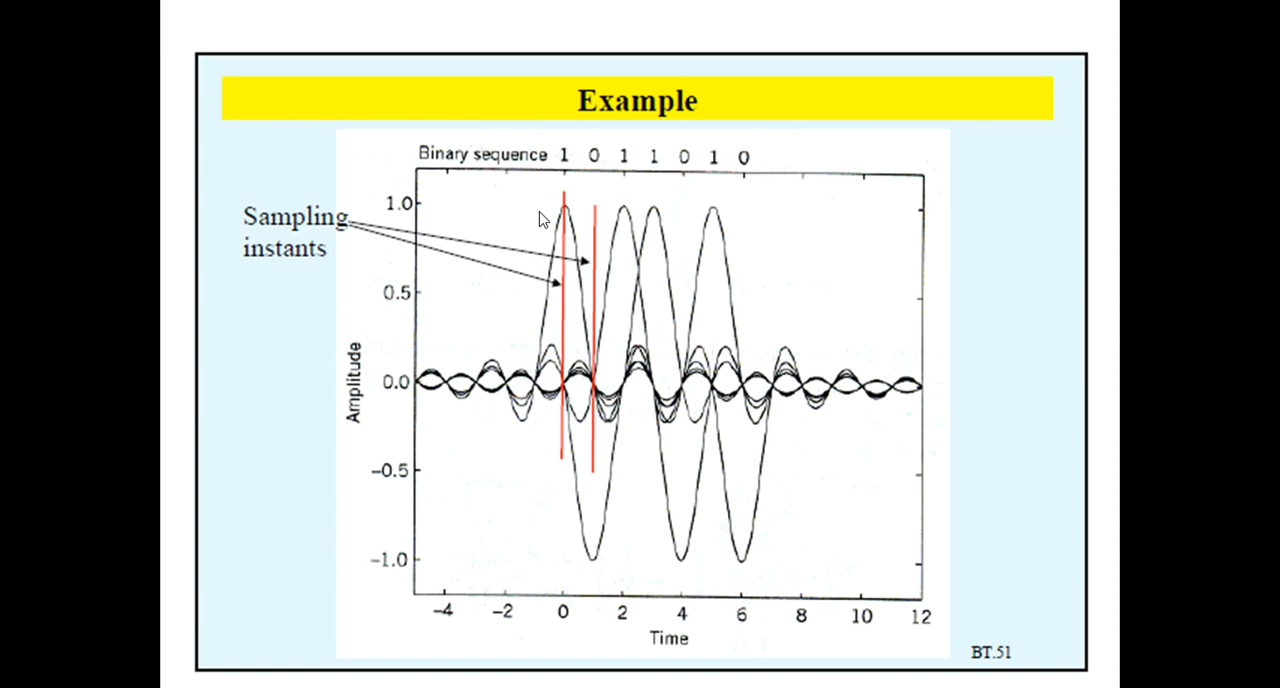 Example
Binary sequence 1 0 1 1 0 1 0
Sampling
instants
1.0
0.5
0.0
−0.5
−1.0
Amplitude
−4 −2 0 2 4 6 8 10 12
Time
BT.51